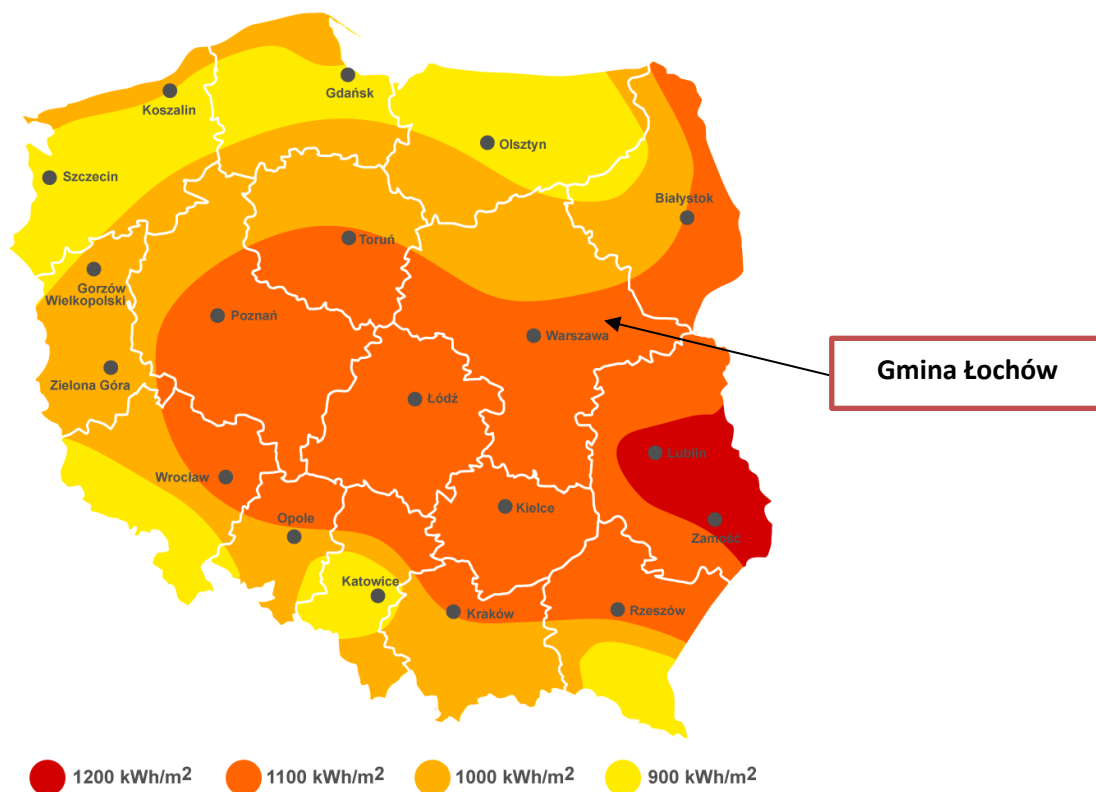 Gdańsk
Koszalin
Olsztyn
Szczecin
Białystok
Toruń
Gorzów
Wielkopolski
Poznań
Warszawa
Gmina Łochów
Zielona Góra
Łódź
Lublin
Wrocław
Kielce
Opole
Zamość
Katowice
Kraków
Rzeszów
1200 kWh/m²
1100 kWh/m²
1000 kWh/m²
900 kWh/m²